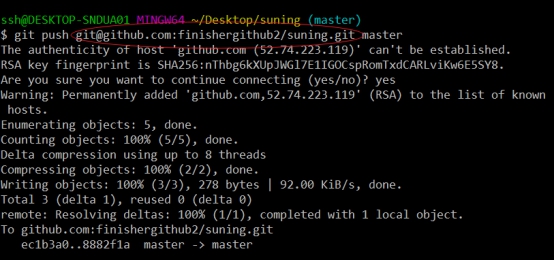 ssh@DESKTOP-SNDUA01 MINGW64 ~/Desktop/suning (master)
$ git push git@github.com:finishergithub2/suning.git master
The authenticity of host 'github.com (52.74.223.119)' can't be established.
RSA key fingerprint is SHA256:nThbg6kXUpJWGl7E1IGOCspRomTxdCARLviKw6E5SY8.
Are you sure you want to continue connecting (yes/no)? yes
Warning: Permanently added 'github.com,52.74.223.119' (RSA) to the list of known
hosts.
Enumerating objects: 5, done.
Counting objects: 100% (5/5), done.
Delta compression using up to 8 threads
Compressing objects: 100% (2/2), done.
Writing objects: 100% (3/3), 278 bytes | 92.00 KiB/s, done.
Total 3 (delta 1), reused 0 (delta 0)
remote: Resolving deltas: 100% (1/1), completed with 1 local object.
To github.com:finishergithub2/suning.git
ec1b3a0..8882f1a master -> master